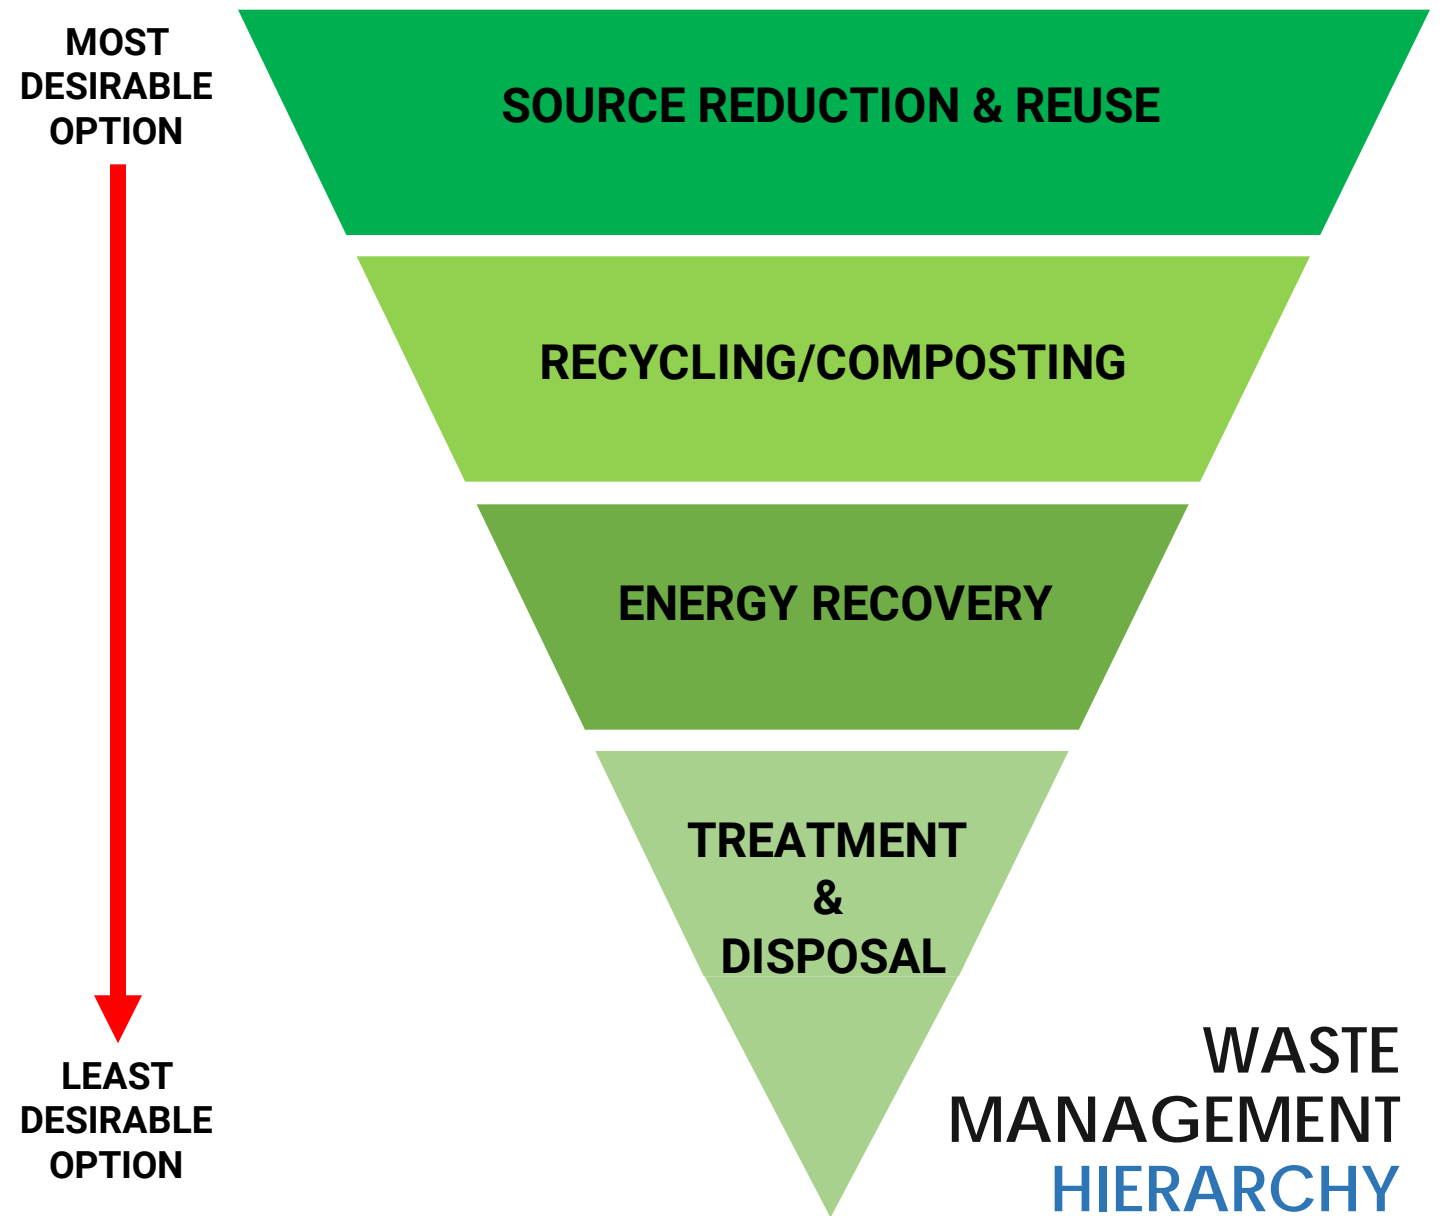 MOST
DESIRABLE
OPTION
SOURCE REDUCTION & REUSE
RECYCLING/COMPOSTING
ENERGY RECOVERY
TREATMENT
&
DISPOSAL
LEAST
DESIRABLE
OPTION
WASTE
MANAGEMENT
HIERARCHY